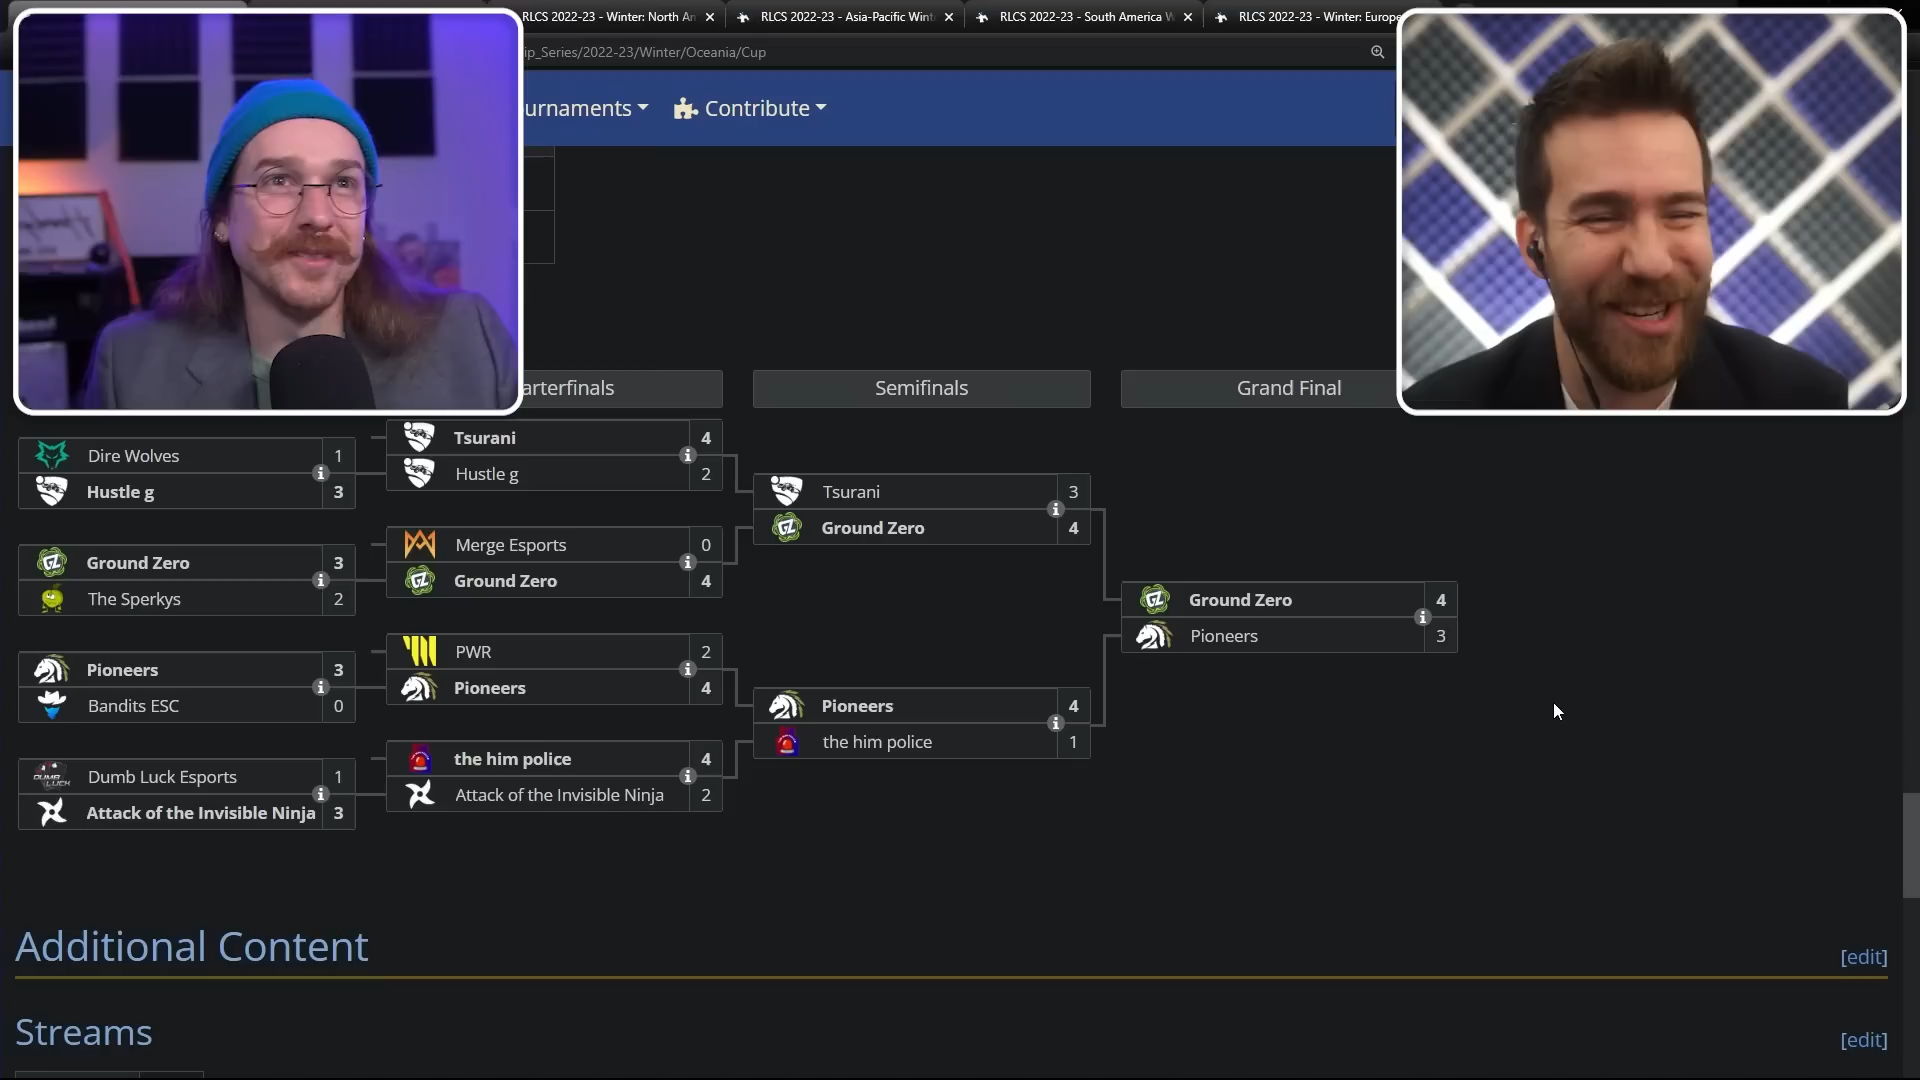 RLCS 2022-23 - Winter: North Am
RLCS 2022-23 - Asia-Pacific Wint
RLCS 2022-23 - South America W
RLCS 2022-23 - Winter: Europe
ip_Series/2022-23/Winter/Oceania/Cup
urnaments
Contribute
arterfinals
Semifinals
Grand Final
Dire Wolves 1
Hustle g 3
Ground Zero 3
The Sperkys 2
Pioneers 3
Bandits ESC 0
Dumb Luck Esports 1
Attack of the Invisible Ninja 3
Tsurani 4
Hustle g 2
Merge Esports 0
Ground Zero 4
PWR 2
Pioneers 4
the him police 4
Attack of the Invisible Ninja 2
Tsurani 3
Ground Zero 4
Pioneers 4
the him police 1
Ground Zero 4
Pioneers 3
Additional Content
[edit]
Streams
[edit]